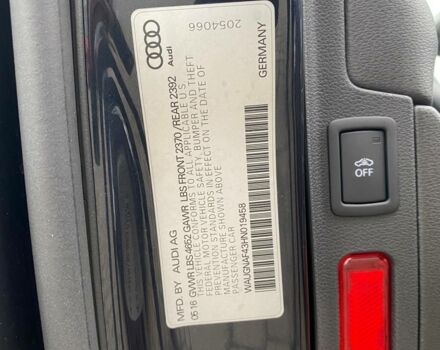 MFD. BY AUDI AG
05 16 GVWR LBS 4652 GAWR LBS FRONT 2370/REAR 2392
THIS VEHICLE CONFORMS TO ALL APPLICABLE U.S.
FEDERAL MOTOR VEHICLE SAFETY, BUMPER AND THEFT
PREVENTION STANDARDS IN EFFECT ON THE DATE OF
MANUFACTURE SHOWN ABOVE
PASSENGER CAR
WAUGNAF43HN019458
GERMANY
Audi
2054066
OFF